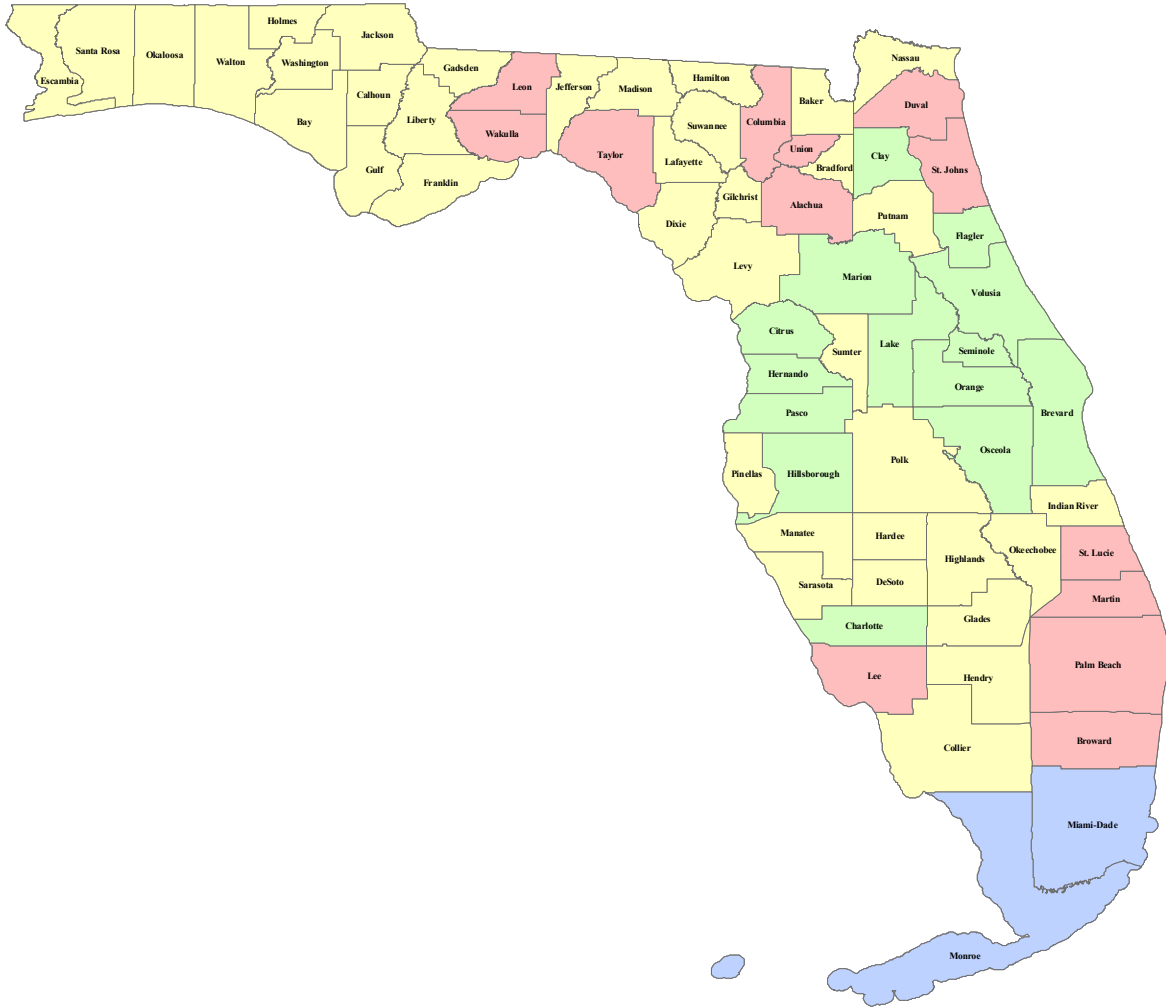 Holmes
Jackson
Santa Rosa
Okaloosa
Walton
Washington
Escambia
Gadsden
Calhoun
Bay
Liberty
Leon
Jefferson
Madison
Hamilton
Nassau
Baker
Duval
Columbia
Suwannee
Wakulla
Taylor
Lafayette
Union
Bradford
Clay
St. Johns
Gulf
Franklin
Gilchrist
Alachua
Dixie
Putnam
Flagler
Levy
Marion
Volusia
Citrus
Sumter
Lake
Seminole
Hernando
Orange
Pasco
Brevard
Osceola
Polk
Pinellas
Hillsborough
Indian River
Manatee
Hardee
Highlands
Okeechobee
St. Lucie
Sarasota
DeSoto
Martin
Charlotte
Glades
Palm Beach
Lee
Hendry
Collier
Broward
Miami-Dade
Monroe